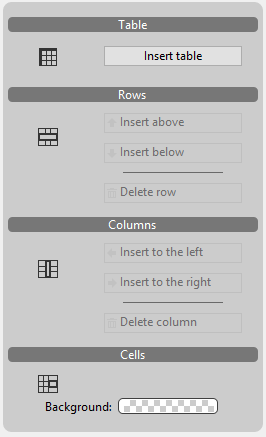 Table
Insert table
Rows
Insert above
Insert below
Delete row
Columns
Insert to the left
Insert to the right
Delete column
Cells
Background: